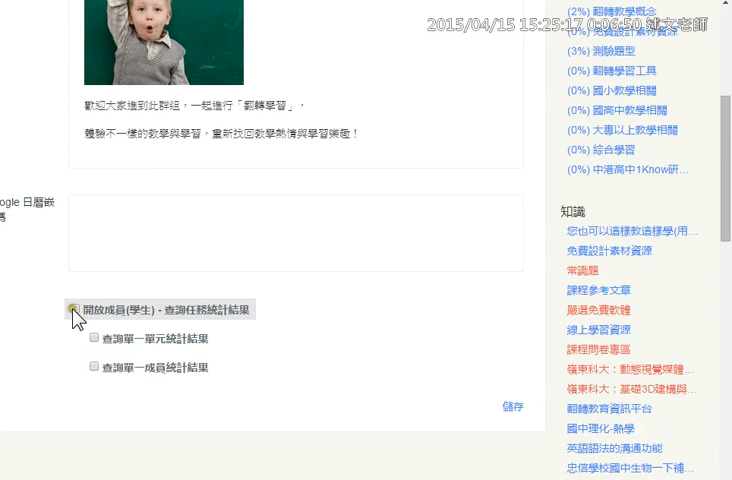 2015/04/15 15:25:17 0:06:50 述文老師
歡迎大家進到此群組，一起進行「翻轉學習」，
體驗不一樣的教學與學習，重新找回教學熱情與學習樂趣！
ogle 日曆嵌
碼
開放成員(學生) - 查詢任務統計結果
查詢單一單元統計結果
查詢單一成員統計結果
儲存
(2%) 翻轉教學概念
(0%) 免費設計素材資源
(3%) 測驗題型
(0%) 翻轉學習工具
(0%) 國小教學相關
(0%) 國高中教學相關
(0%) 大專以上教學相關
(0%) 綜合學習
(0%) 中港高中1Know研...
知識
您也可以這樣教這樣學(用...
免費設計素材資源
常識題
課程參考文章
嚴選免費軟體
線上學習資源
課程問卷專區
嶺東科大：動態視覺媒體...
嶺東科大：基礎3D建構與...
翻轉教育資訊平台
國中理化-熱學
英語語法的溝通功能
忠信學校國中生物一下補...